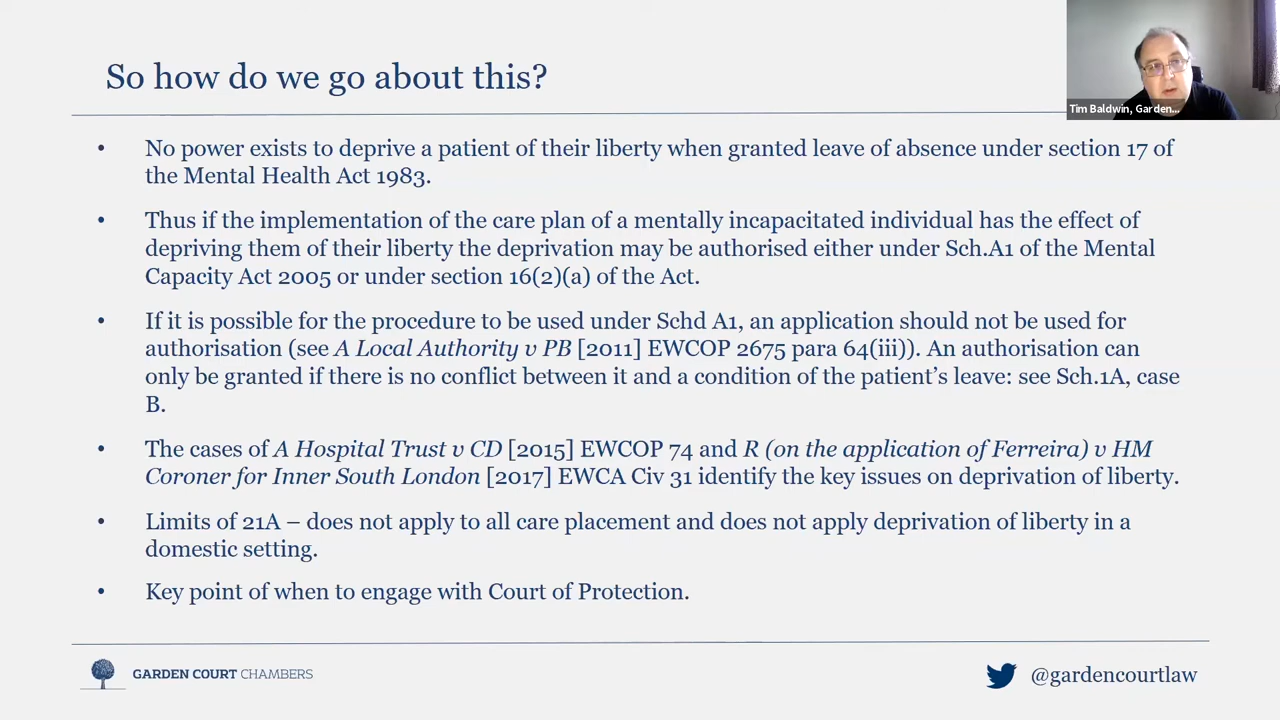 So how do we go about this?
Tim Baldwin, Garden...
• No power exists to deprive a patient of their liberty when granted leave of absence under section 17 of
the Mental Health Act 1983.
• Thus if the implementation of the care plan of a mentally incapacitated individual has the effect of
depriving them of their liberty the deprivation may be authorised either under Sch.A1 of the Mental
Capacity Act 2005 or under section 16(2)(a) of the Act.
• If it is possible for the procedure to be used under Schd A1, an application should not be used for
authorisation (see A Local Authority v PB [2011] EWCOP 2675 para 64(iii)). An authorisation can
only be granted if there is no conflict between it and a condition of the patient's leave: see Sch.1A, case
B.
• The cases of A Hospital Trust v CD [2015] EWCOP 74 and R (on the application of Ferreira) v HM
Coroner for Inner South London [2017] EWCA Civ 31 identify the key issues on deprivation of liberty.
• Limits of 21A – does not apply to all care placement and does not apply deprivation of liberty in a
domestic setting.
• Key point of when to engage with Court of Protection.
GARDEN COURT CHAMBERS
@gardencourtlaw